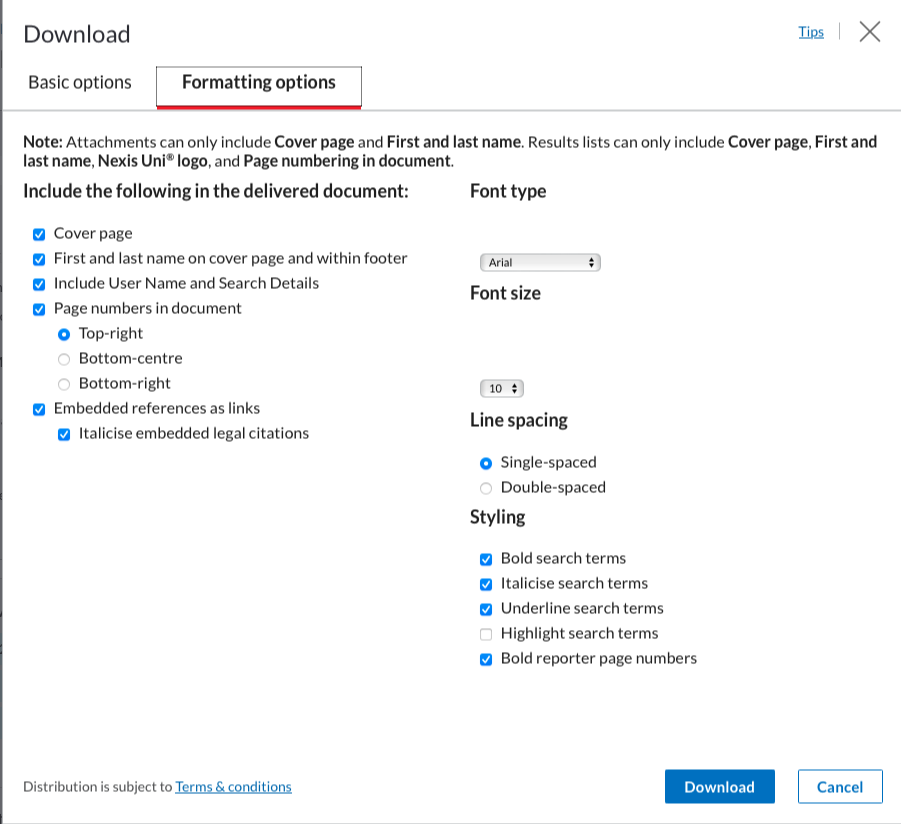 Download
Tips
Basic options
Formatting options
Note: Attachments can only include Cover page and First and last name. Results lists can only include Cover page, First and
last name, Nexis Uni® logo, and Page numbering in document.
Include the following in the delivered document:
Cover page
First and last name on cover page and within footer
Include User Name and Search Details
Page numbers in document
Top-right
Bottom-centre
Bottom-right
Embedded references as links
Italicise embedded legal citations
Font type
Arial
Font size
10
Line spacing
Single-spaced
Double-spaced
Styling
Bold search terms
Italicise search terms
Underline search terms
Highlight search terms
Bold reporter page numbers
Distribution is subject to Terms & conditions
Download
Cancel